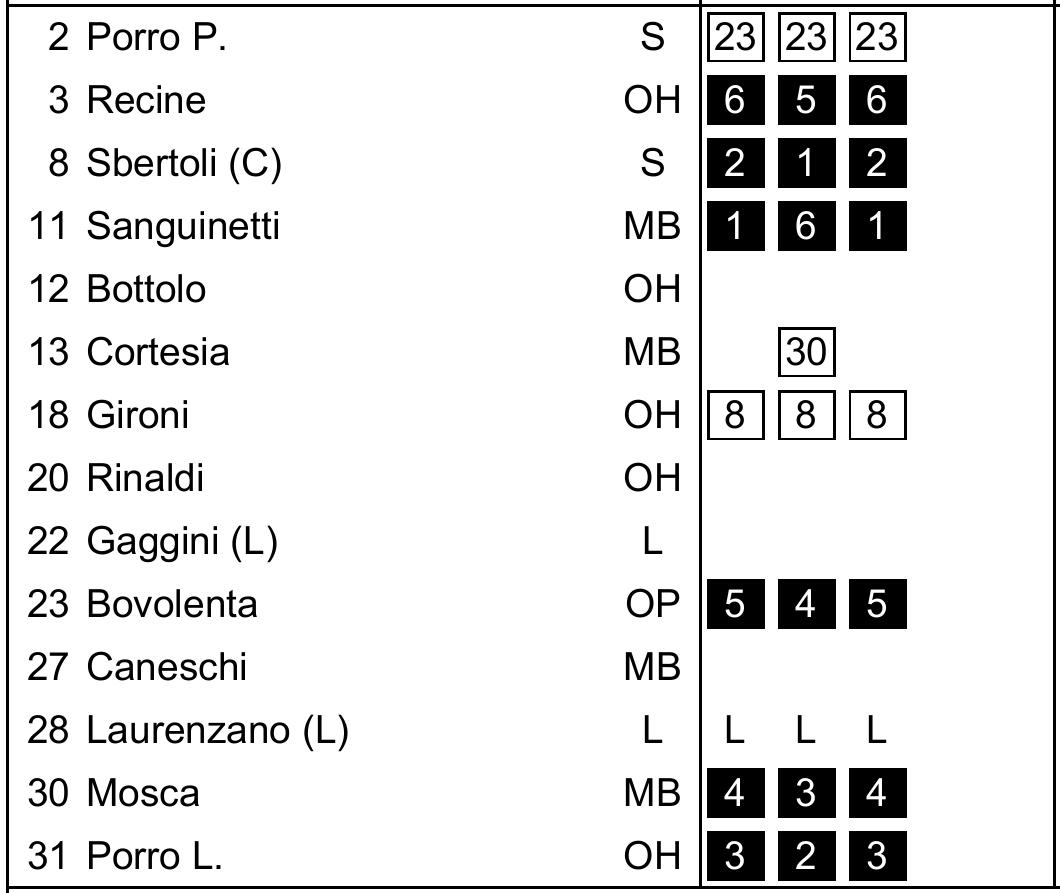 2 Porro P. S 23 23 23
3 Recine OH 6 5 6
8 Sbertoli (C) S 2 1 2
11 Sanguinetti MB 1 6 1
12 Bottolo OH
13 Cortesia MB 30
18 Gironi OH 8 8 8
20 Rinaldi OH
22 Gaggini (L) L
23 Bovolenta OP 5 4 5
27 Caneschi MB
28 Laurenzano (L) L L L L
30 Mosca MB 4 3 4
31 Porro L. OH 3 2 3